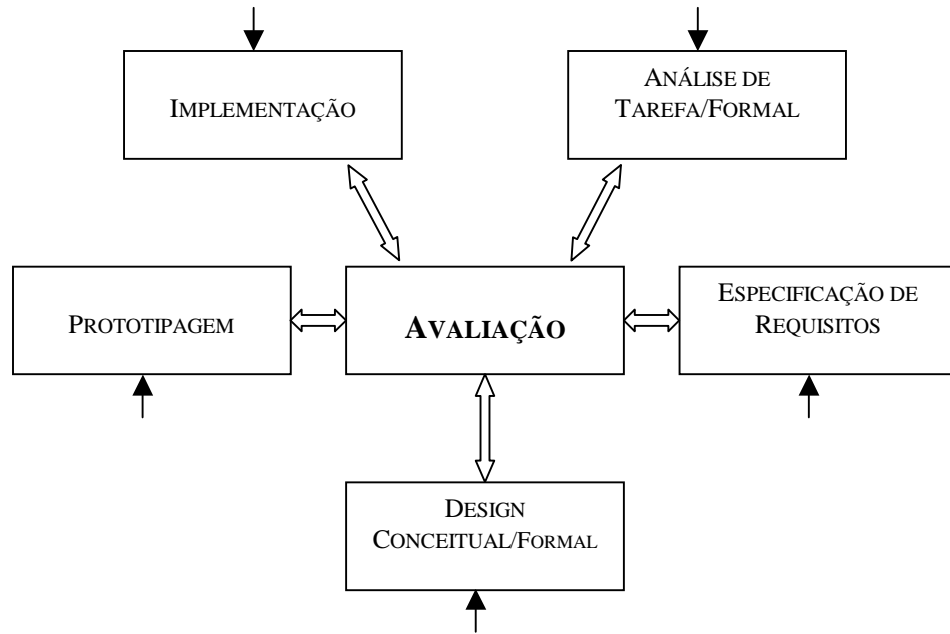 IMPLEMENTAÇÃO
ANÁLISE DE
TAREFA/FORMAL
PROTOTIPAGEM
AVALIAÇÃO
ESPECIFICAÇÃO DE
REQUISITOS
DESIGN
CONCEITUAL/FORMAL